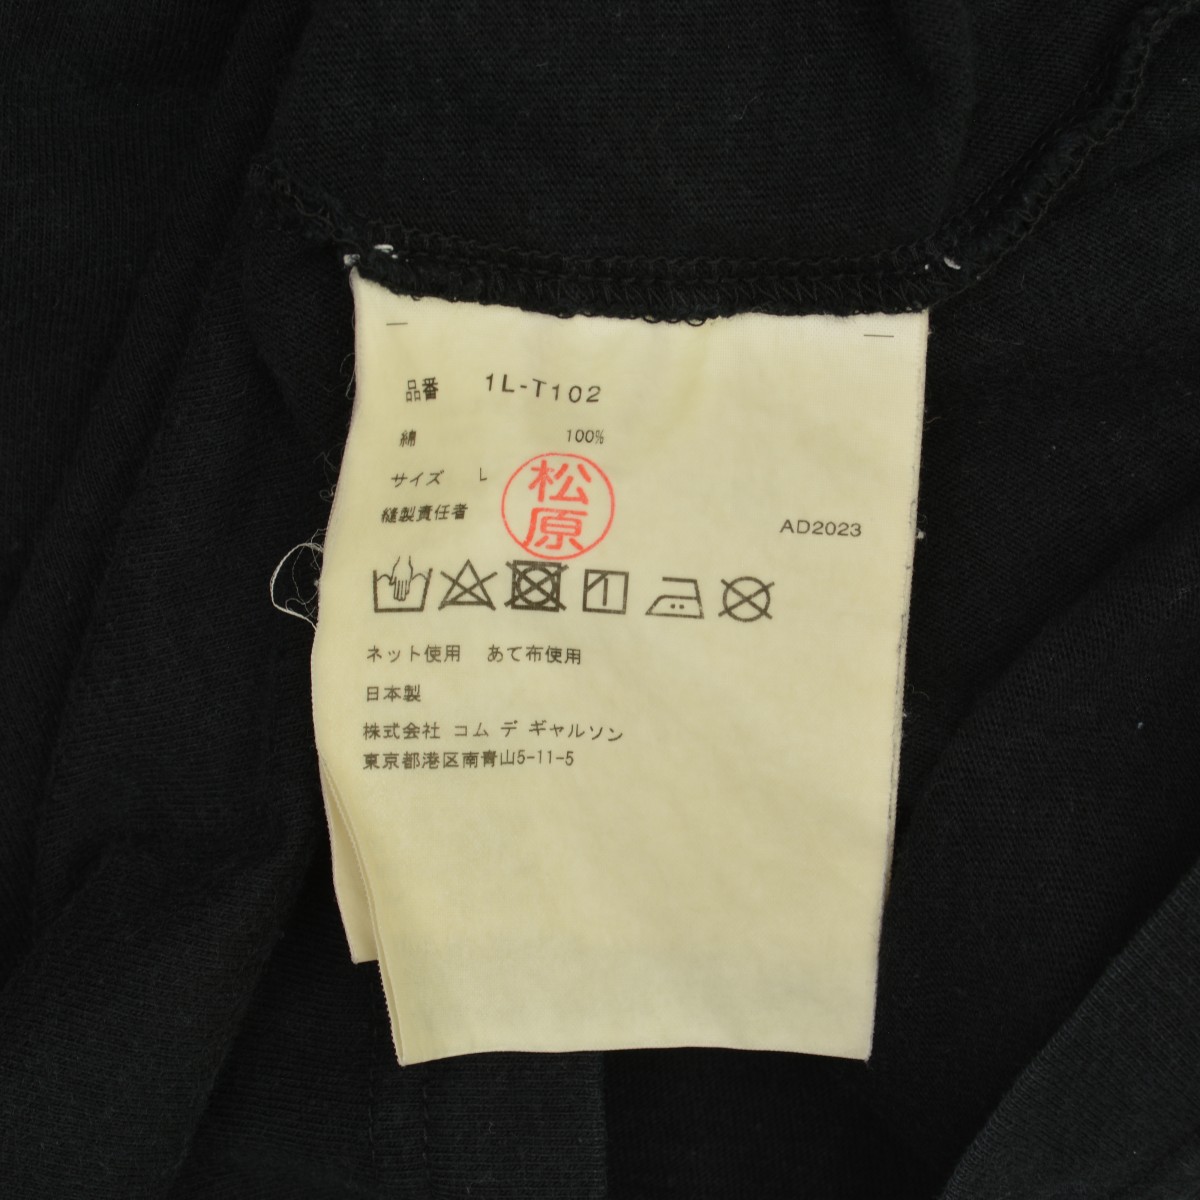 品番 1L-T102
綿 100%
サイズ L
縫製責任者 松原
AD2023
ネット使用 あて布使用
日本製
株式会社 コム デ ギャルソン
東京都港区南青山5-11-5